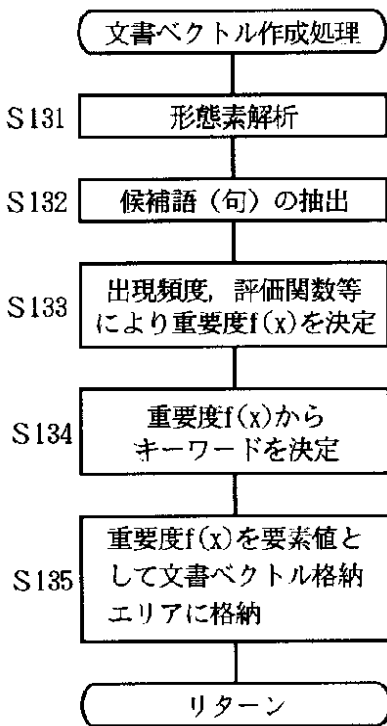 文書ベクトル作成処理
S131
形態素解析
S132
候補語（句）の抽出
S133
出現頻度，評価関数等
により重要度f(x)を決定
S134
重要度f(x)から
キーワードを決定
S135
重要度f(x)を要素値と
して文書ベクトル格納
エリアに格納
リターン